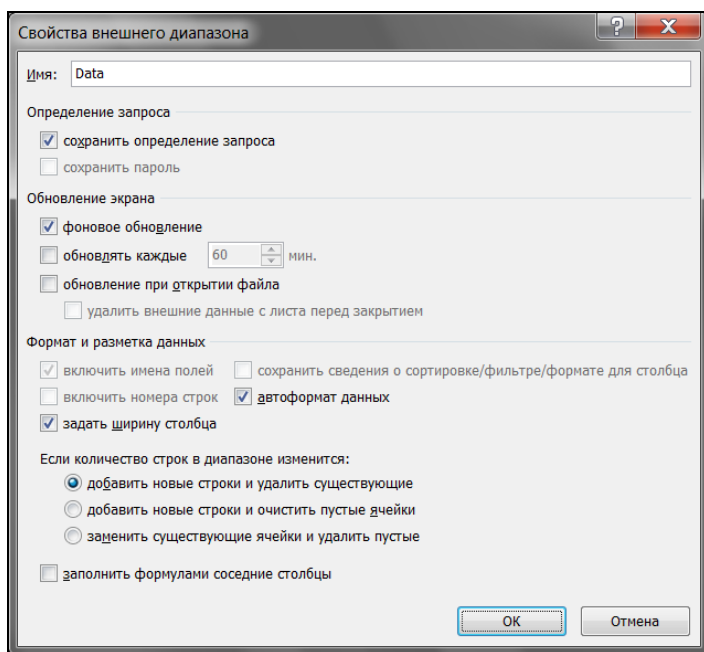 Свойства внешнего диапазона
Имя: Data
Определение запроса
сохранить определение запроса
сохранить пароль
Обновление экрана
фоновое обновление
обновлять каждые 60 мин.
обновление при открытии файла
удалить внешние данные с листа перед закрытием
Формат и разметка данных
включить имена полей сохранить сведения о сортировке/фильтре/формате для столбца
включить номера строк автоформат данных
задать ширину столбца
Если количество строк в диапазоне изменится:
добавить новые строки и удалить существующие
добавить новые строки и очистить пустые ячейки
заменить существующие ячейки и удалить пустые
заполнить формулами соседние столбцы
ОК Отмена